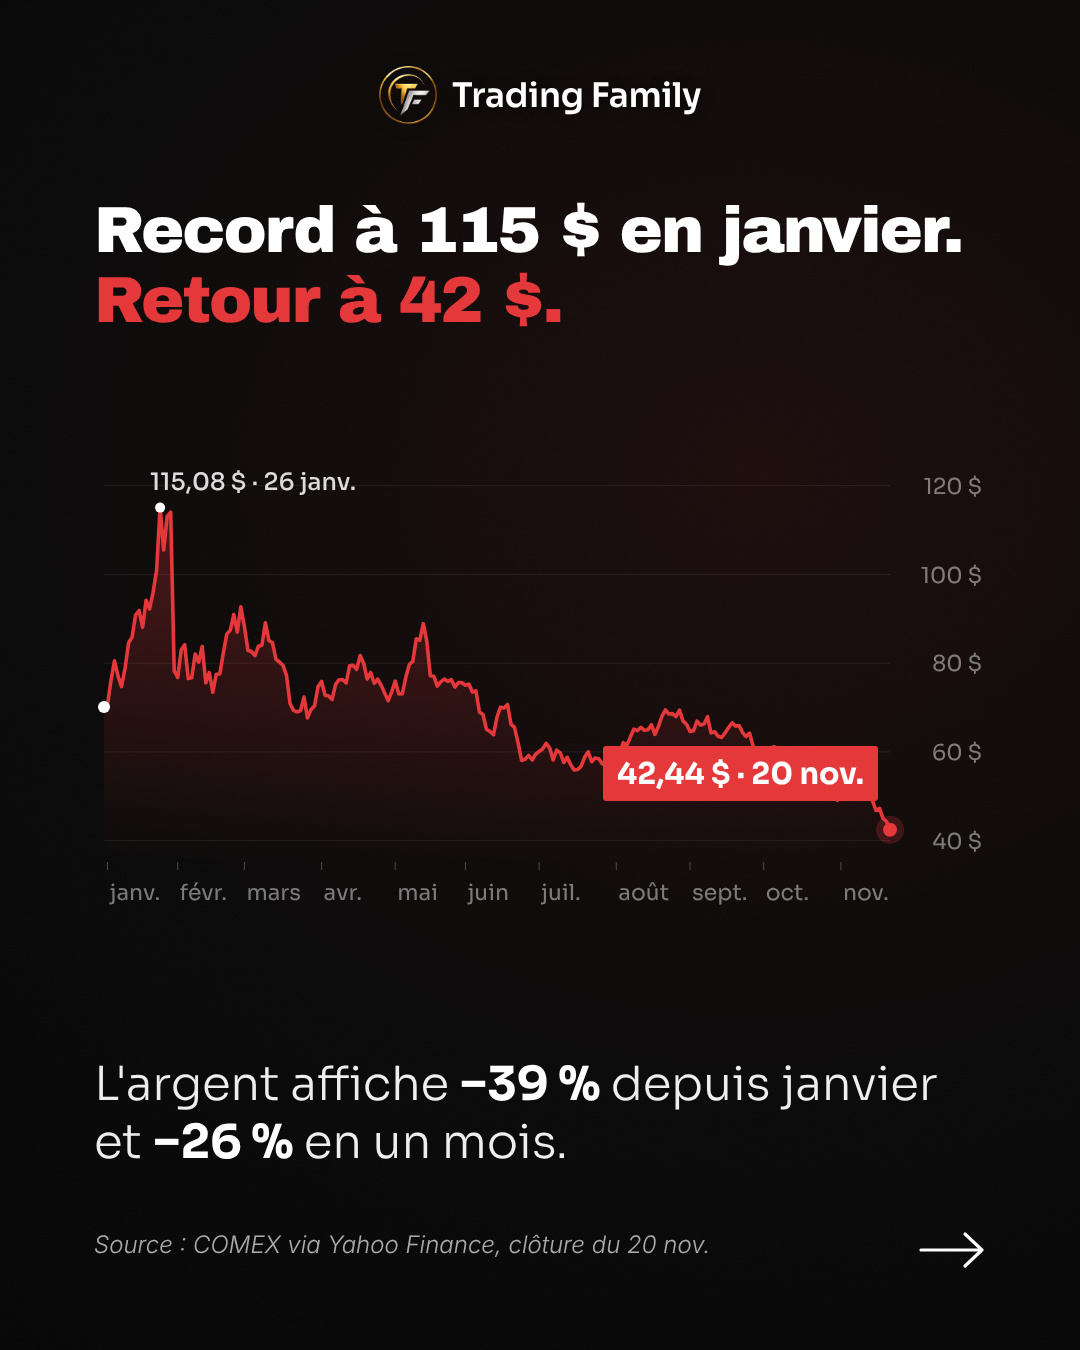 TF Trading Family
Record à 115 $ en janvier.
Retour à 42 $.
115,08 $ · 26 janv.
120 $
100 $
80 $
60 $
42,44 $ · 20 nov.
40 $
janv. févr. mars avr. mai juin juil. août sept. oct. nov.
L'argent affiche −39 % depuis janvier
et −26 % en un mois.
Source : COMEX via Yahoo Finance, clôture du 20 nov.